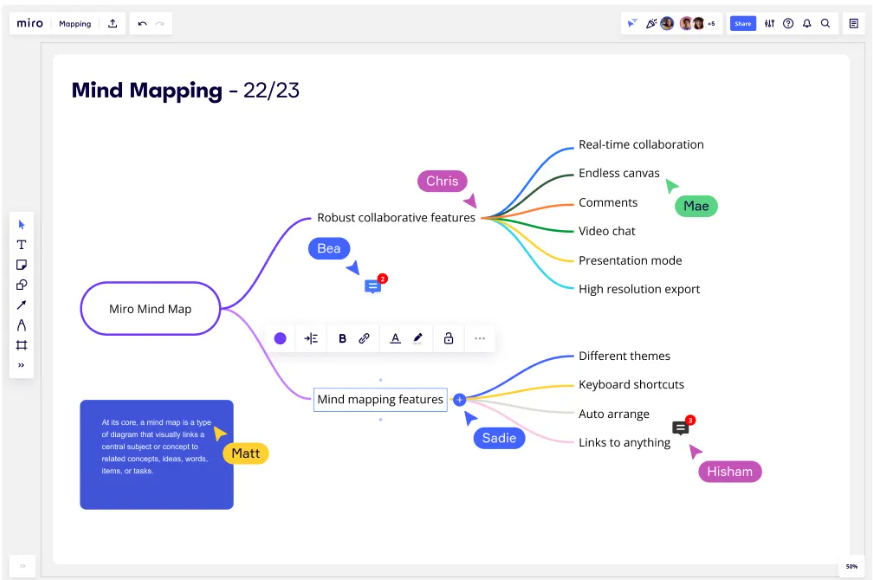 miro
Mapping
+5
Share
Mind Mapping - 22/23
Real-time collaboration
Chris
Endless canvas
Mae
Comments
Robust collaborative features
Video chat
Bea
Presentation mode
2
High resolution export
Miro Mind Map
B
A
Different themes
Keyboard shortcuts
Mind mapping features
Auto arrange
3
Sadie
Links to anything
Hisham
At its core, a mind map is a type
of diagram that visually links a
central subject or concept to
related concepts, ideas, words,
items, or tasks.
Matt
50%